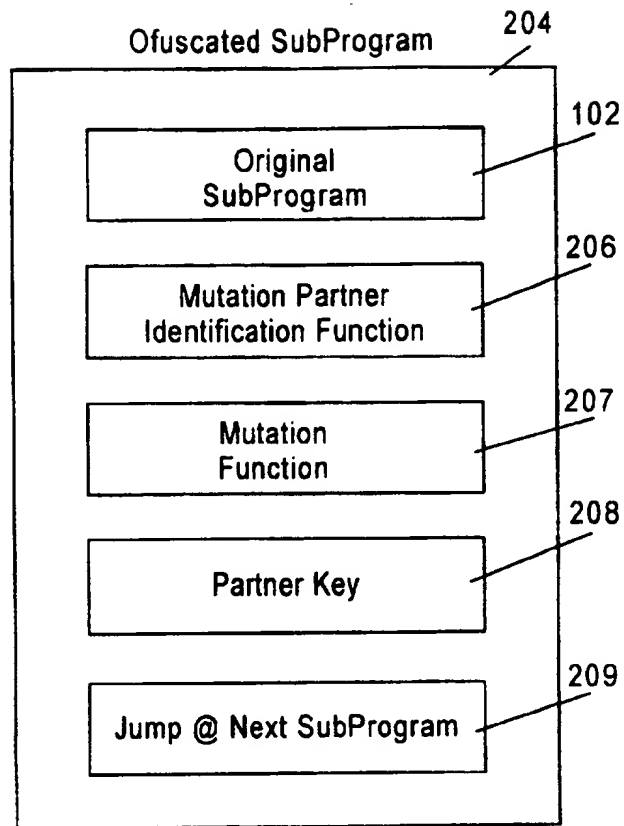 Ofuscated SubProgram
204
Original
SubProgram
102
Mutation Partner
Identification Function
206
Mutation
Function
207
Partner Key
208
Jump @ Next SubProgram
209